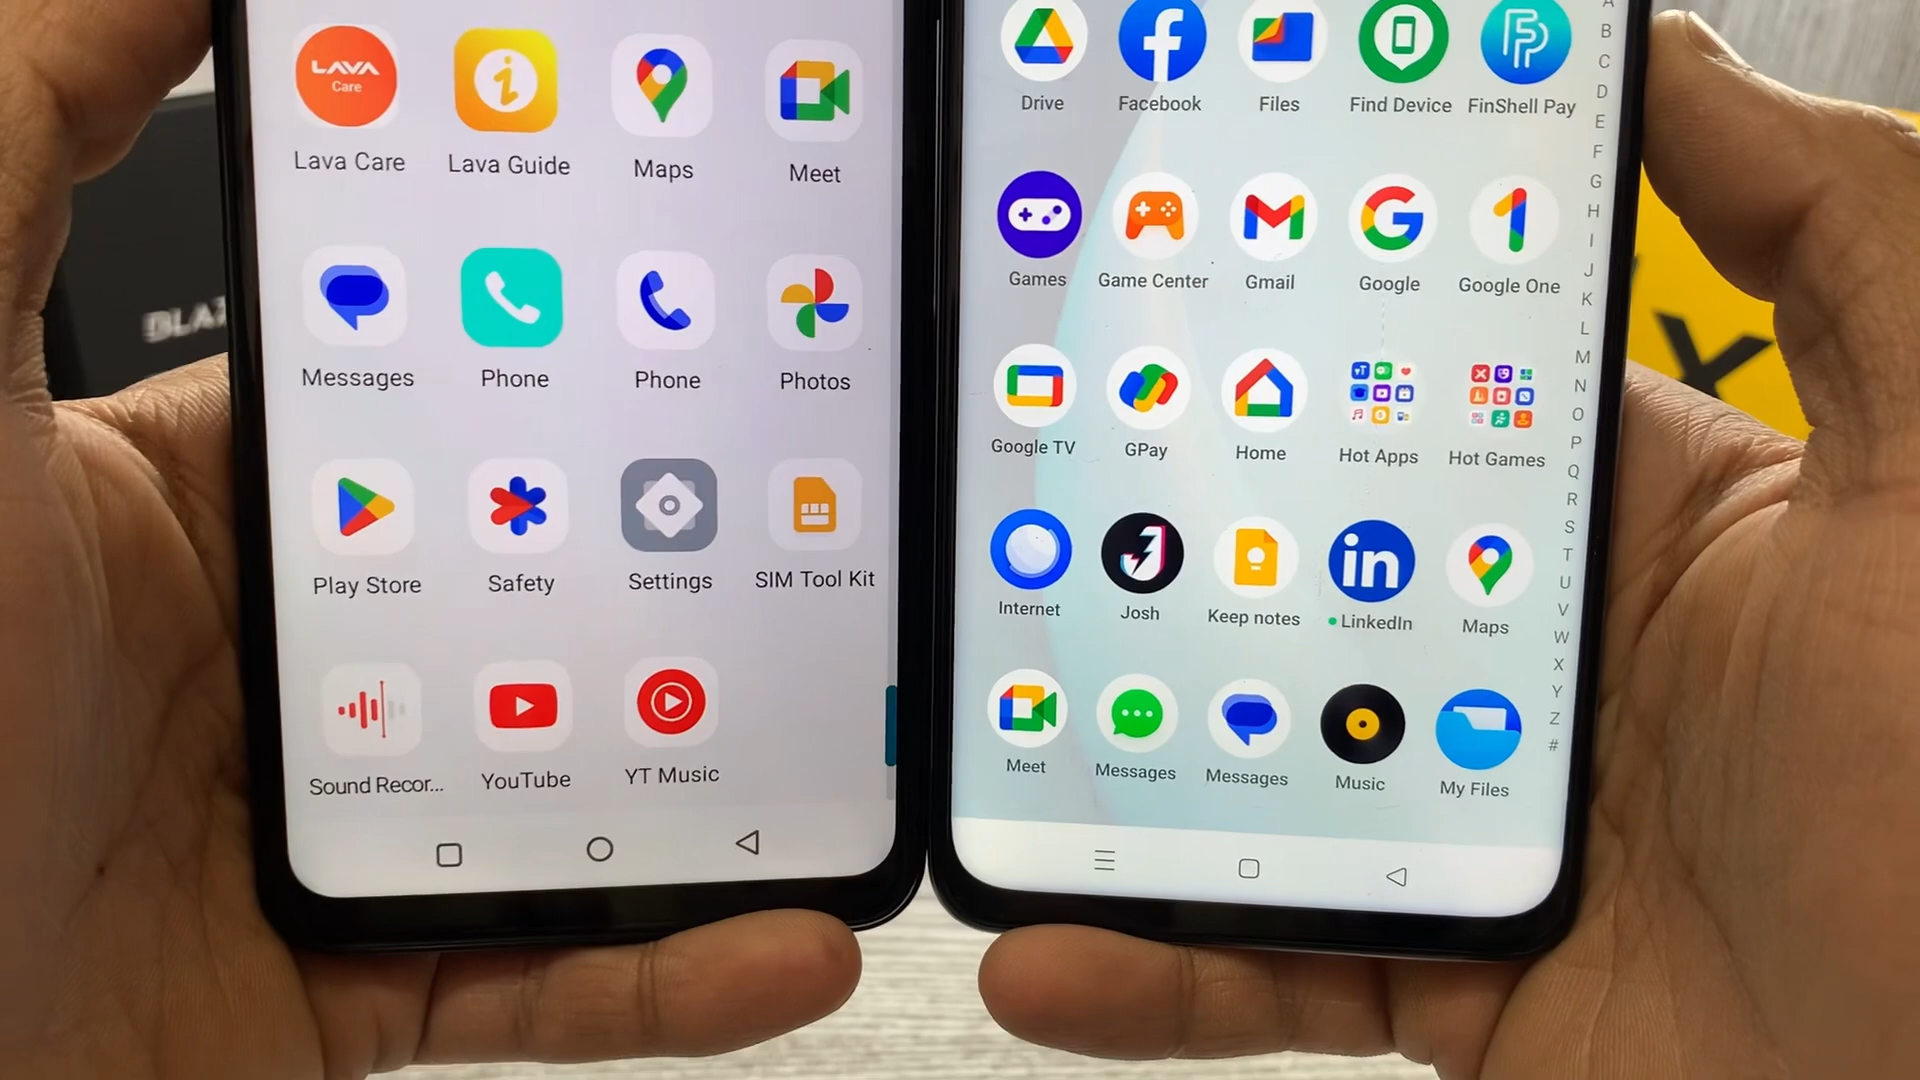 LAVA
Care
Lava Care
Lava Guide
Maps
Meet
Messages
Phone
Phone
Photos
Play Store
Safety
Settings
SIM Tool Kit
Sound Recor...
YouTube
YT Music
Drive
Facebook
Files
Find Device
FinShell Pay
Games
Game Center
Gmail
Google
Google One
Google TV
GPay
Home
Hot Apps
Hot Games
Internet
Josh
Keep notes
in
LinkedIn
Maps
Meet
Messages
Messages
Music
My Files
A
B
C
D
E
F
G
H
I
J
K
L
M
N
O
P
Q
R
S
T
U
V
W
X
Y
Z
#